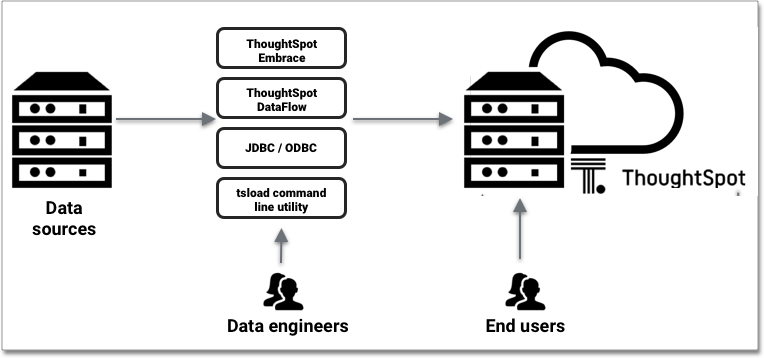 ThoughtSpot
Embrace
ThoughtSpot
DataFlow
JDBC / ODBC
tsload command
line utility
Data
sources
ThoughtSpot
Data engineers
End users